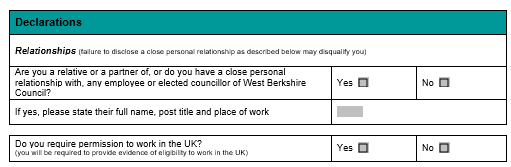 Declarations
Relationships (failure to disclose a close personal relationship as described below may disqualify you)
Are you a relative or a partner of, or do you have a close personal
relationship with, any employee or elected councillor of West Berkshire
Council?
Yes
No
If yes, please state their full name, post title and place of work
Do you require permission to work in the UK?
(you will be required to provide evidence of eligibility to work in the UK)
Yes
No